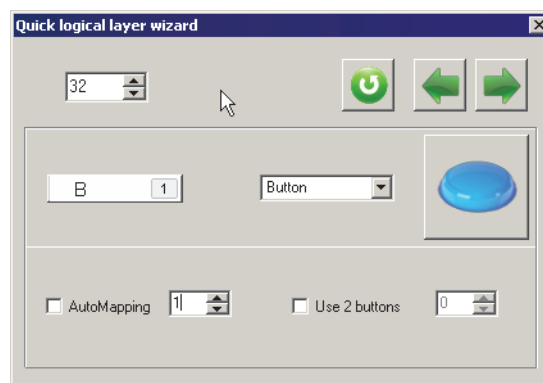 Quick logical layer wizard
32
B 1 Button
AutoMapping 1 Use 2 buttons 0